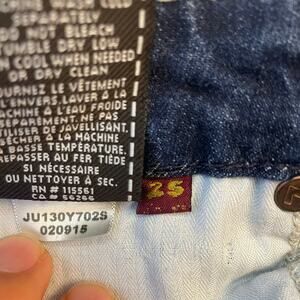 SEPARATELY
DO NOT BLEACH
TUMBLE DRY LOW
COOL WHEN NEEDED
OR DRY CLEAN
TOURNEZ LE VÊTEMENT
L'ENVERS. LAVER À LA
MACHINE À L'EAU FROIDE
SÉPARÉMENT. NE PAS
UTILISER DE JAVELLISANT.
SÉCHER À LA MACHINE
À BASSE TEMPÉRATURE.
REPASSER AU FER TIÈDE
SI NÉCESSAIRE
OU NETTOYER À SEC.
RN # 115561
CA # 56266
25
JU130Y702S
020915